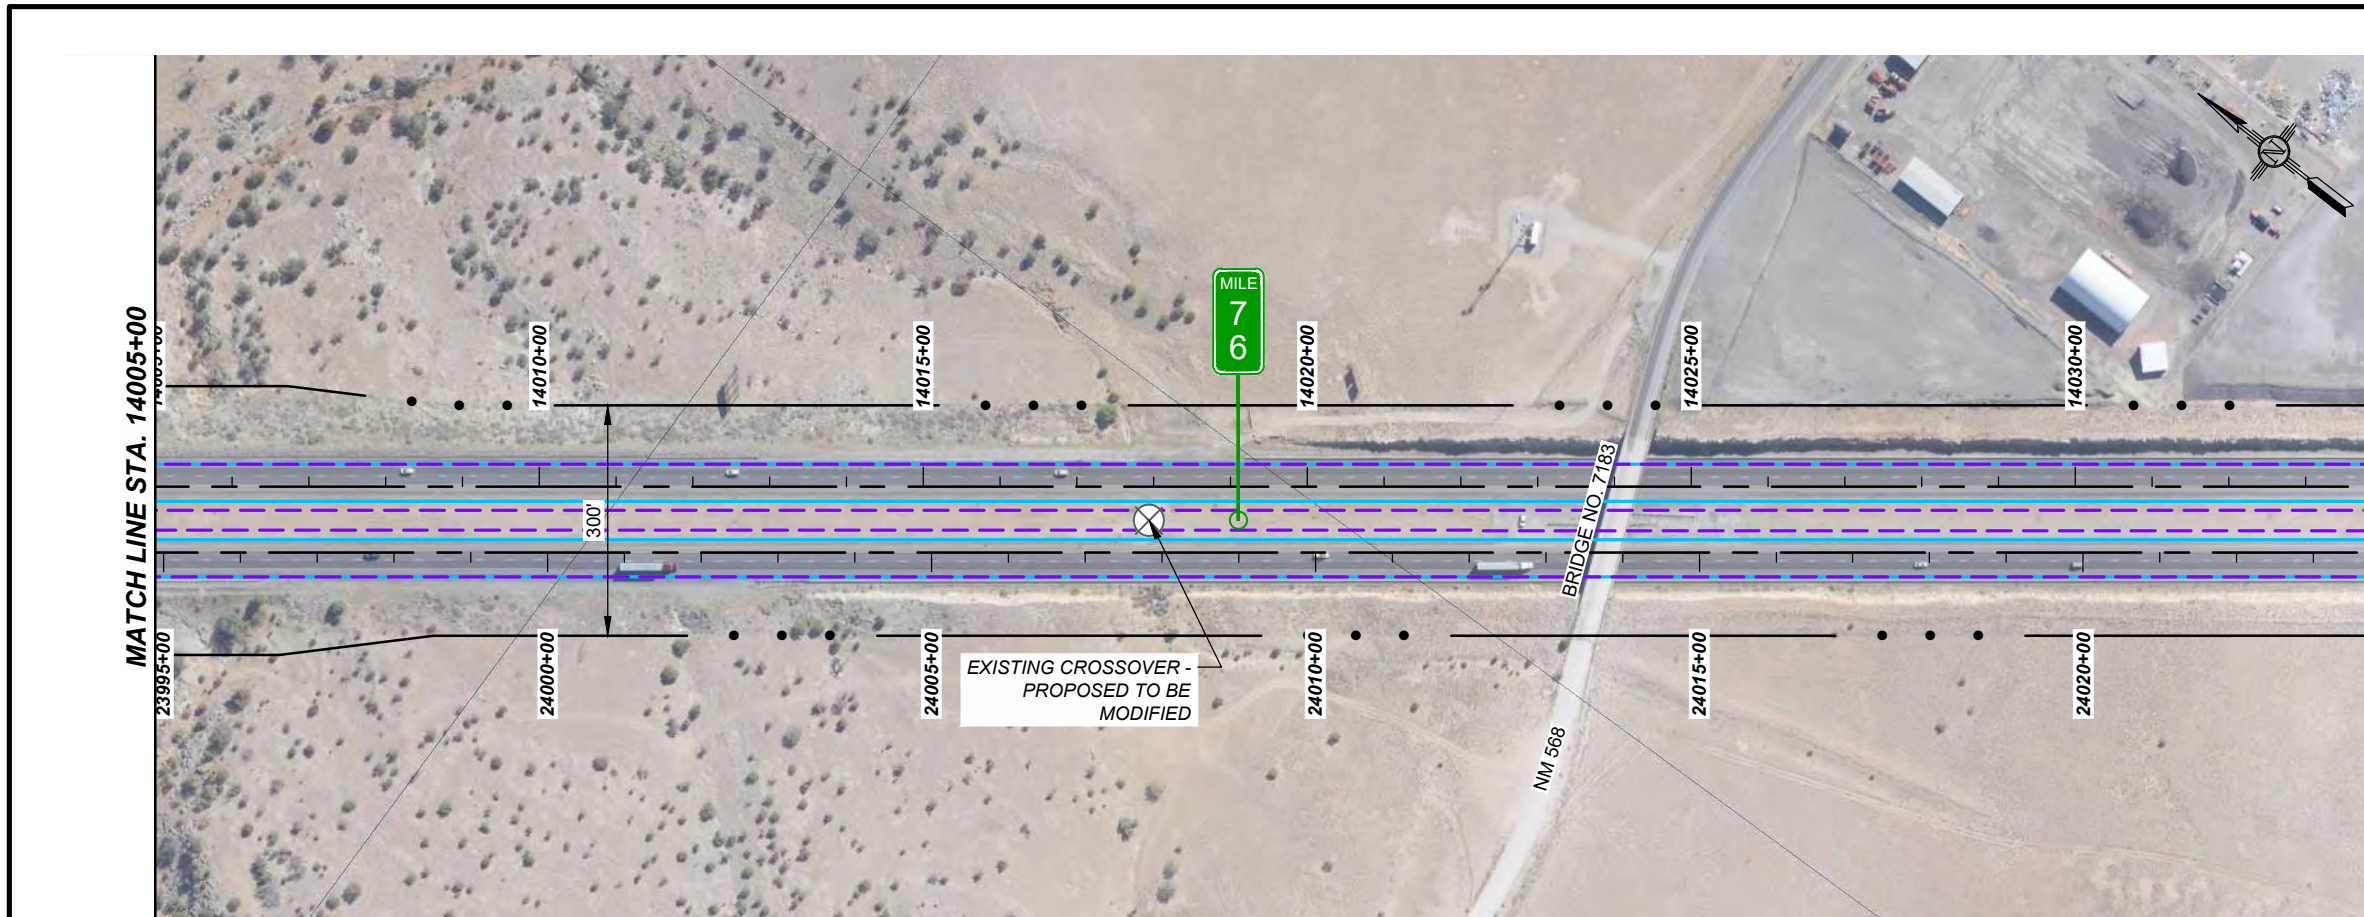 MATCH LINE STA. 14005+00
14010+00
14015+00
14020+00
14025+00
14030+00
MILE
7
6
300'
BRIDGE NO. 7183
N
EXISTING CROSSOVER -
PROPOSED TO BE
MODIFIED
23995+00
24000+00
24005+00
24010+00
24015+00
24020+00
NM 568